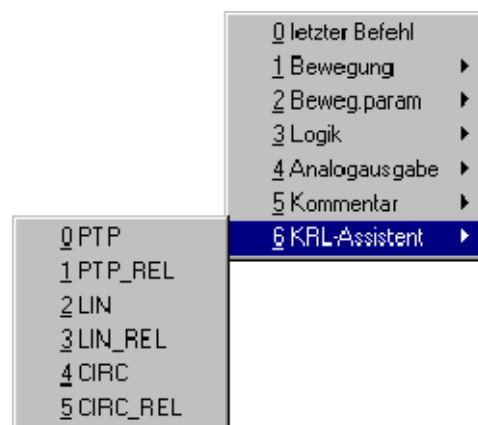 0 letzter Befehl
1 Bewegung
2 Beweg.param
3 Logik
4 Analogausgabe
5 Kommentar
6 KRL-Assistent
0 PTP
1 PTP_REL
2 LIN
3 LIN_REL
4 CIRC
5 CIRC_REL